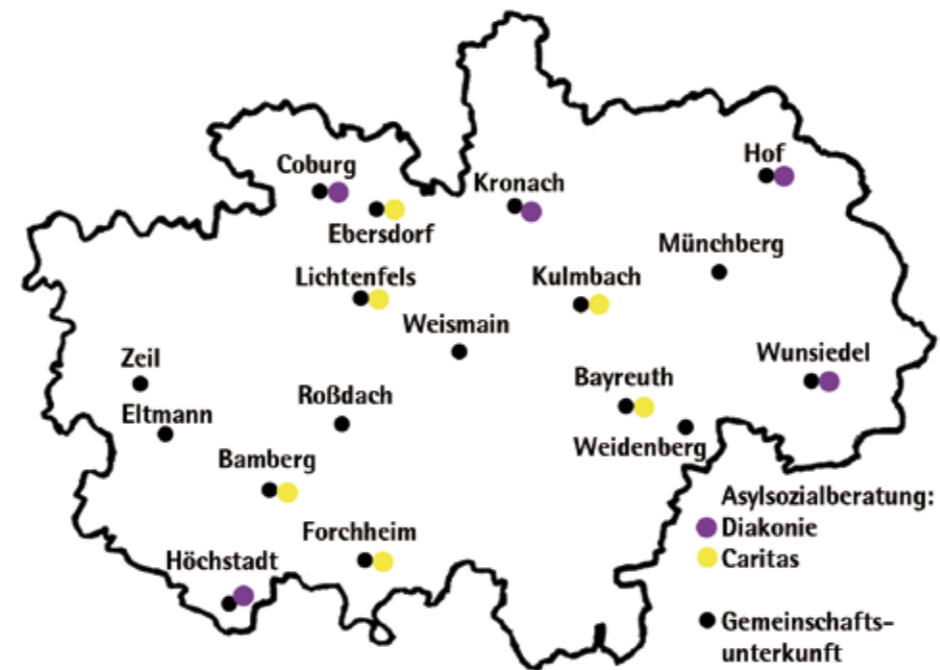 Hof
Coburg
Kronach
Ebersdorf
Münchberg
Lichtenfels
Kulmbach
Weismain
Wunsiedel
Zeil
Bayreuth
Roßdach
Eltmann
Weidenberg
Bamberg
Forchheim
Höchstadt
Asylsozialberatung:
Diakonie
Caritas
Gemeinschafts-
unterkunft